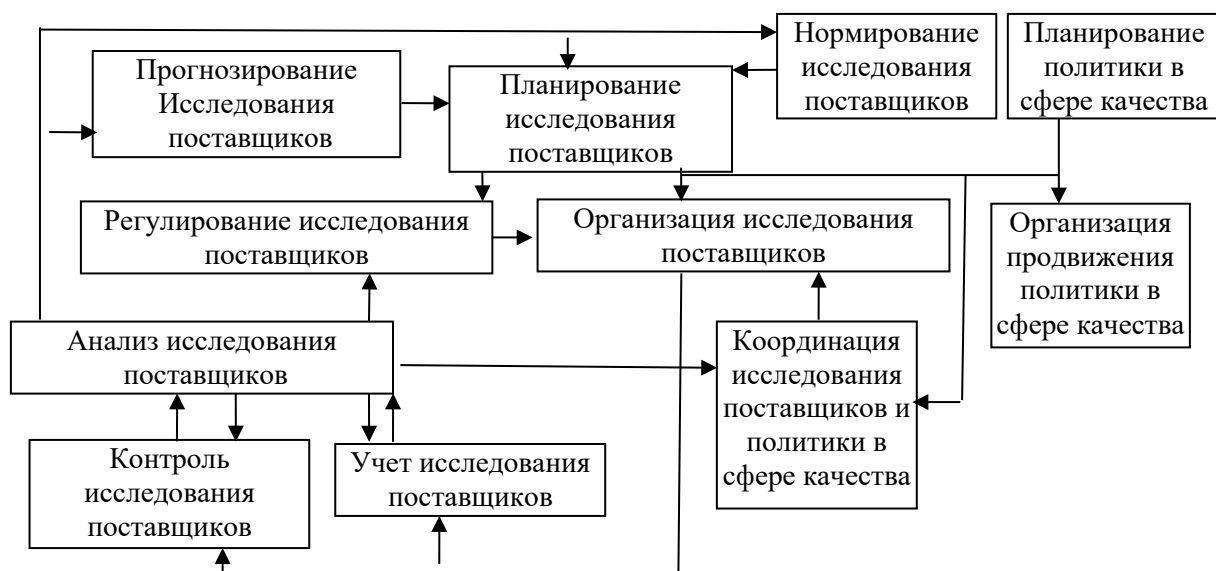 Прогнозирование
Исследования
поставщиков
Планирование
исследования
поставщиков
Нормирование
исследования
поставщиков
Планирование
политики в
сфере качества
Регулирование исследования
поставщиков
Организация исследования
поставщиков
Организация
продвижения
политики в
сфере качества
Анализ исследования
поставщиков
Координация
исследования
поставщиков и
политики в
сфере качества
Контроль
исследования
поставщиков
Учет исследования
поставщиков